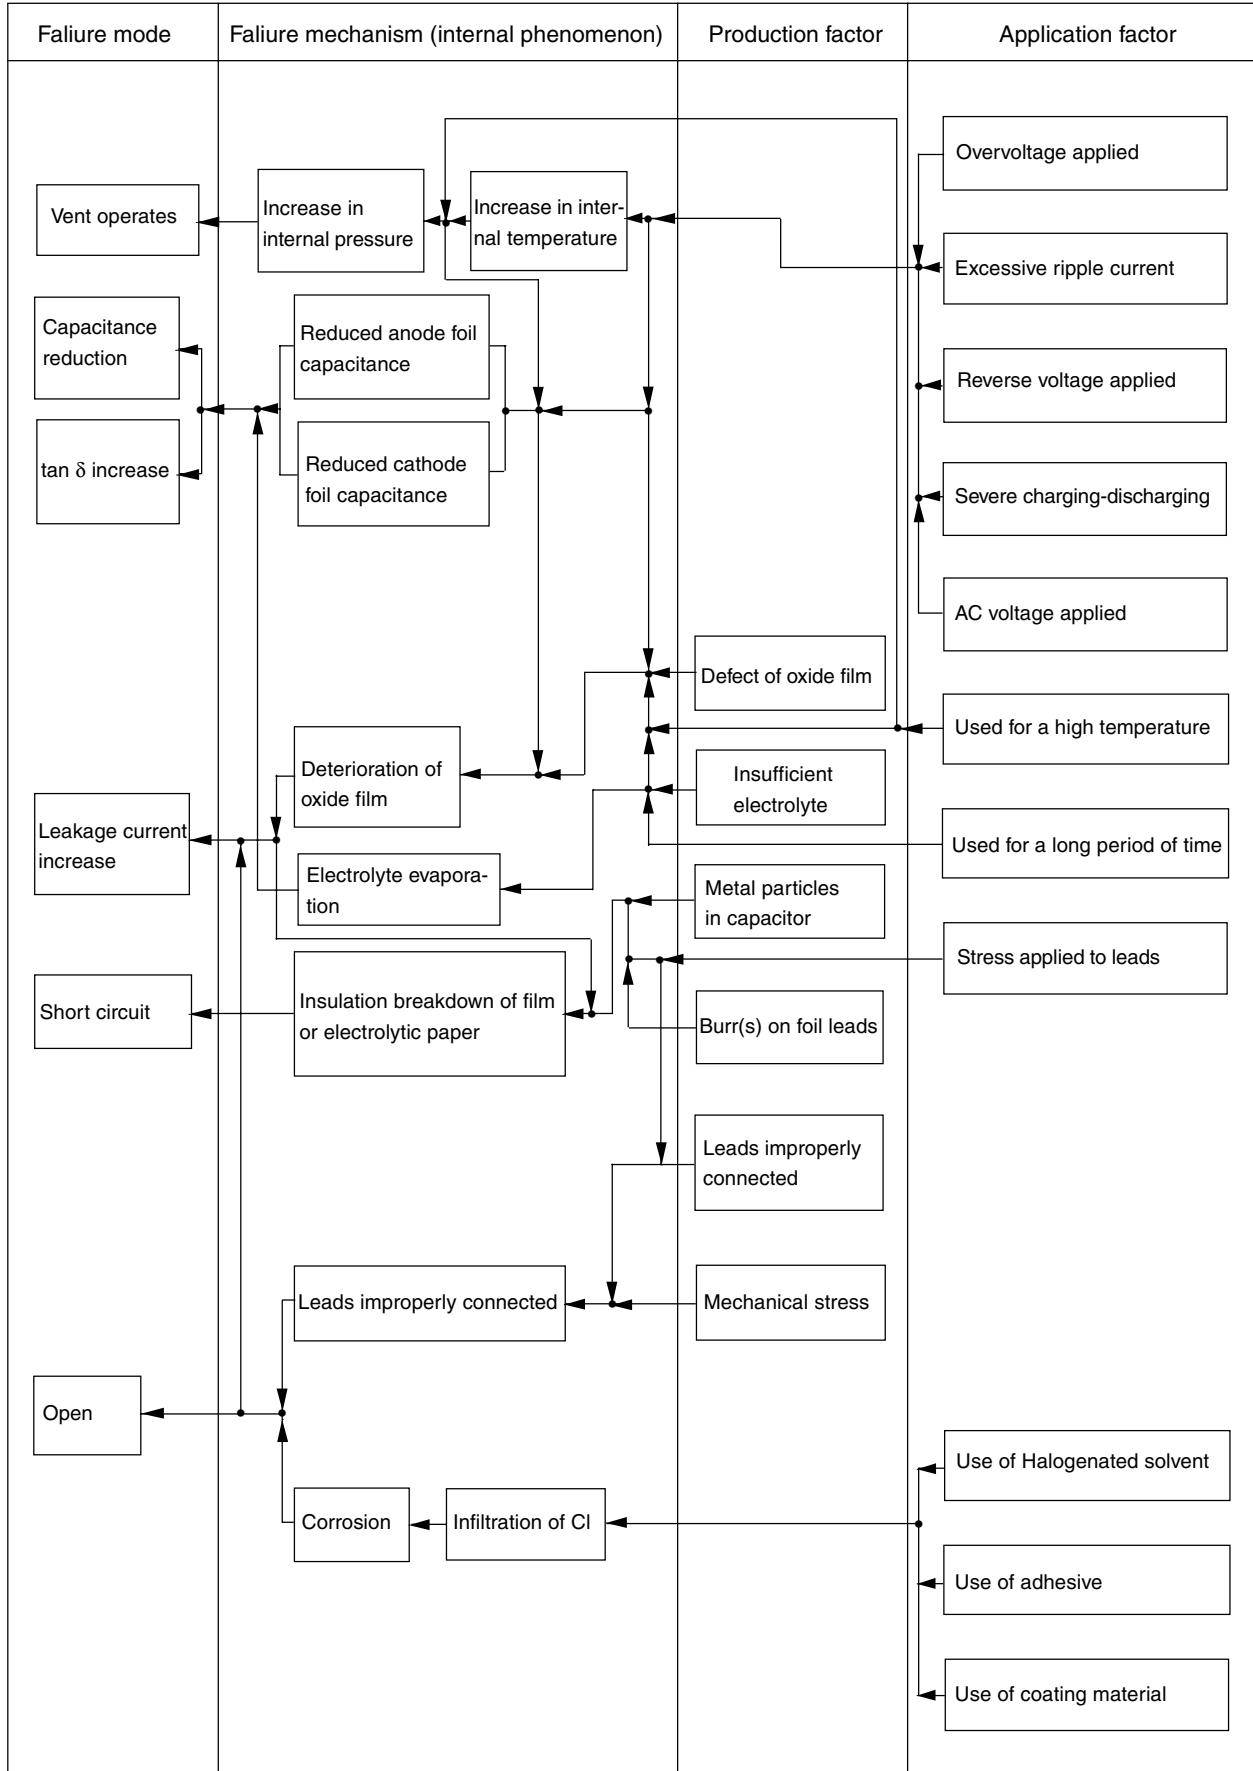 Faliure mode
Faliure mechanism (internal phenomenon)
Production factor
Application factor
Vent operates
Capacitance
reduction
tan δ increase
Leakage current
increase
Short circuit
Open
Increase in
internal pressure
Increase in inter-
nal temperature
Reduced anode foil
capacitance
Reduced cathode
foil capacitance
Deterioration of
oxide film
Electrolyte evapora-
tion
Insulation breakdown of film
or electrolytic paper
Leads improperly connected
Corrosion
Infiltration of Cl
Defect of oxide film
Insufficient
electrolyte
Metal particles
in capacitor
Burr(s) on foil leads
Leads improperly
connected
Mechanical stress
Overvoltage applied
Excessive ripple current
Reverse voltage applied
Severe charging-discharging
AC voltage applied
Used for a high temperature
Used for a long period of time
Stress applied to leads
Use of Halogenated solvent
Use of adhesive
Use of coating material